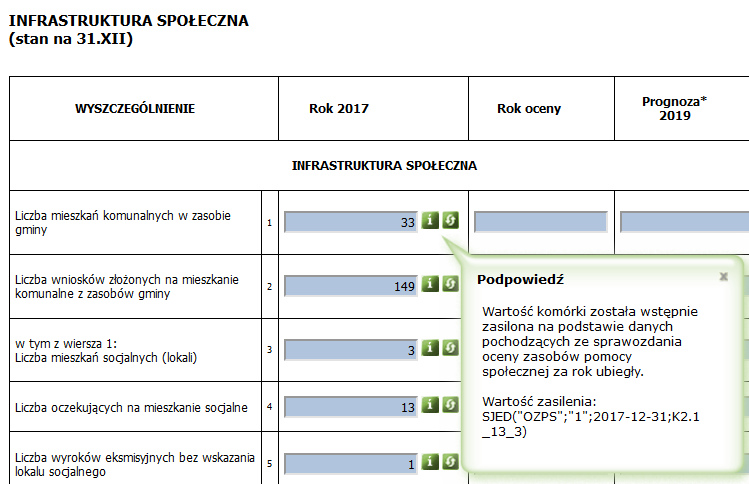 INFRASTRUKTURA SPOŁECZNA
(stan na 31.XII)
WYSZCZEGÓLNIENIE
Rok 2017
Rok oceny
Prognoza*
2019
INFRASTRUKTURA SPOŁECZNA
Liczba mieszkań komunalnych w zasobie
gminy
1
33
Liczba wniosków złożonych na mieszkanie
komunalne z zasobów gminy
2
149
w tym z wiersza 1:
Liczba mieszkań socjalnych (lokali)
3
3
Liczba oczekujących na mieszkanie socjalne
4
13
Liczba wyroków eksmisyjnych bez wskazania
lokalu socjalnego
5
1
Podpowiedź
Wartość komórki została wstępnie
zasilona na podstawie danych
pochodzących ze sprawozdania
oceny zasobów pomocy
społecznej za rok ubiegły.
Wartość zasilenia:
SJED("OZPS";"1";2017-12-31;K2.1
_13_3)